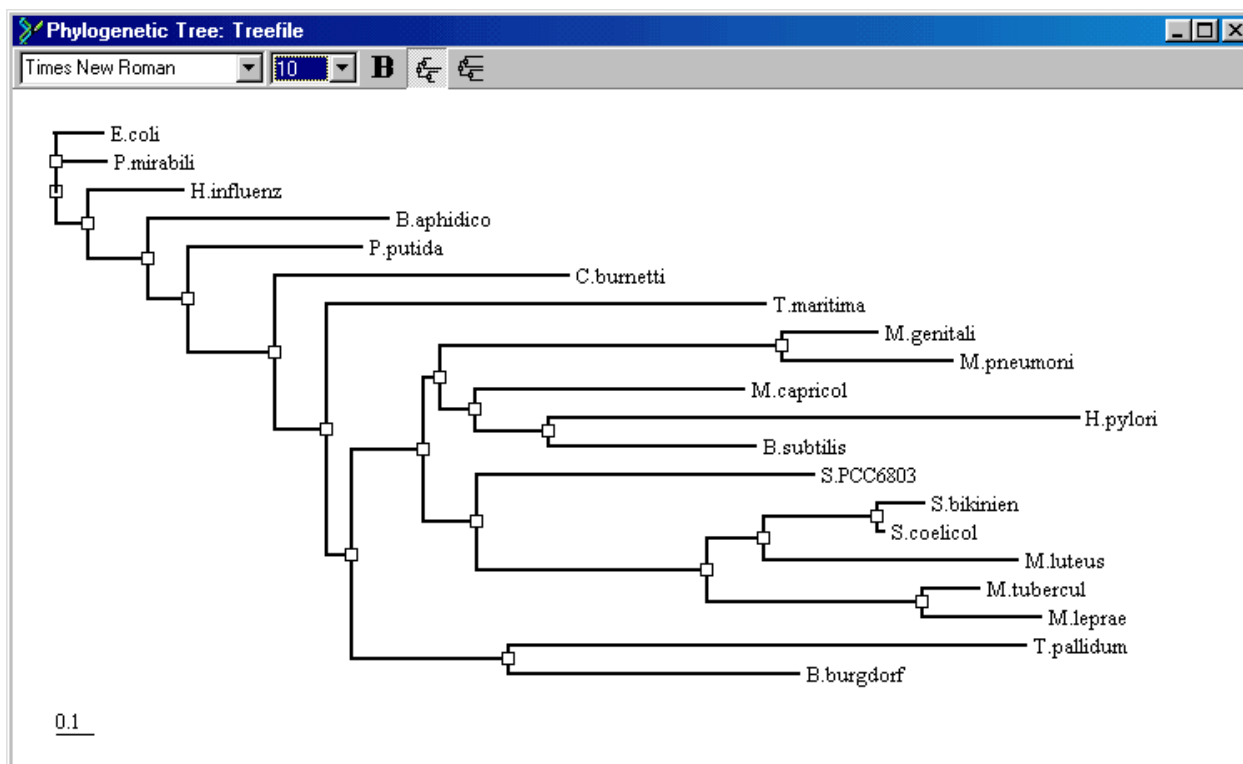 Phylogenetic Tree: Treefile
Times New Roman 10 B
E.coli
P.mirabili
H.influenz
B.aphidico
P.putida
C.burnetti
T.maritima
M.genitali
M.pneumoni
M.capricol
H.pylori
B.subtilis
S.PCC6803
S.bikinien
S.coelicol
M.luteus
M.tubercul
M.leprae
T.pallidum
B.burgdorf
0.1